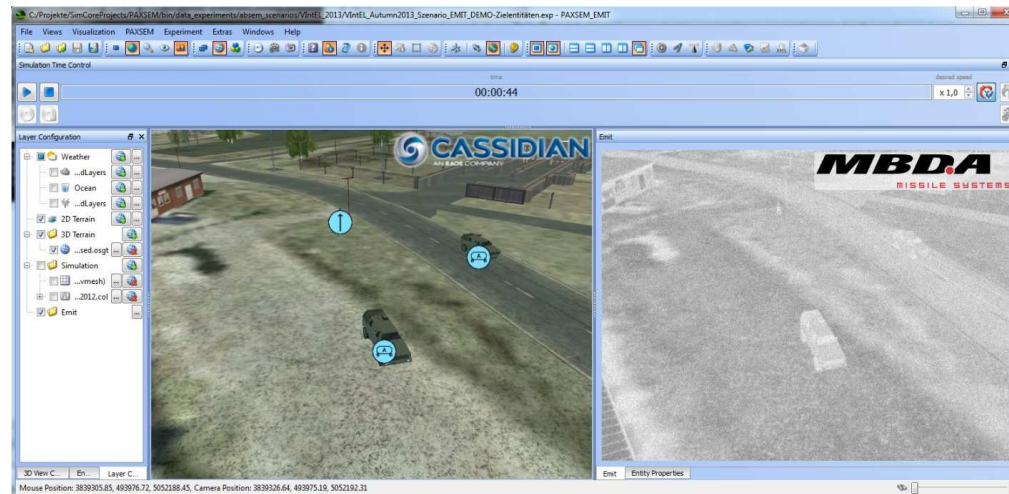 C:/Projekte/SimCoreProjects/PAXSEM/bin/data_experiments/absem_scenarios/VIntEL_2013/VIntEL_Autumn2013_Szenario_EMIT_DEMO-Zielentitäten.exp - PAXSEM_EMIT
File Views Visualization PAXSEM Experiment Extras Windows Help
Simulation Time Control
time
desired speed
00:00:44
x 1,0
Layer Configuration
Emit
Weather
...dLayers
Ocean
...dLayers
2D Terrain
3D Terrain
...sed.osgt
Simulation
...vmesh)
...2012.col
Emit
CASSIDIAN
AN EADS COMPANY
A
A
MBDA
MISSILE SYSTEMS
3D View C... En... Layer C...
Emit Entity Properties
Mouse Position: 3839305.85, 493976.72, 5052188.45, Camera Position: 3839326.64, 493975.19, 5052192.31